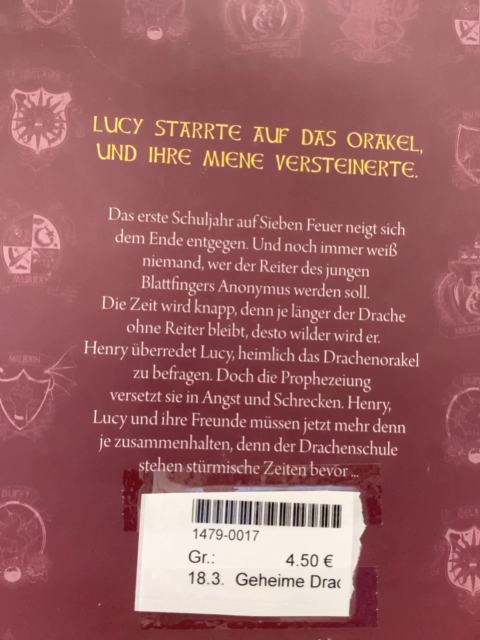 LUCY STARRTE AUF DAS ORAKEL,
UND IHRE MIENE VERSTEINERTE.
Das erste Schuljahr auf Sieben Feuer neigt sich
dem Ende entgegen. Und noch immer weiß
niemand, wer der Reiter des jungen
Blattfingers Anonymus werden soll.
Die Zeit wird knapp, denn je länger der Drache
ohne Reiter bleibt, desto wilder wird er.
Henry überredet Lucy, heimlich das Drachenorakel
zu befragen. Doch die Prophezeiung
versetzt sie in Angst und Schrecken. Henry,
Lucy und ihre Freunde müssen jetzt mehr denn
je zusammenhalten, denn der Drachenschule
stehen stürmische Zeiten bevor ...
1479-0017
Gr.: 4.50 €
18.3. Geheime Drac
DUFFY